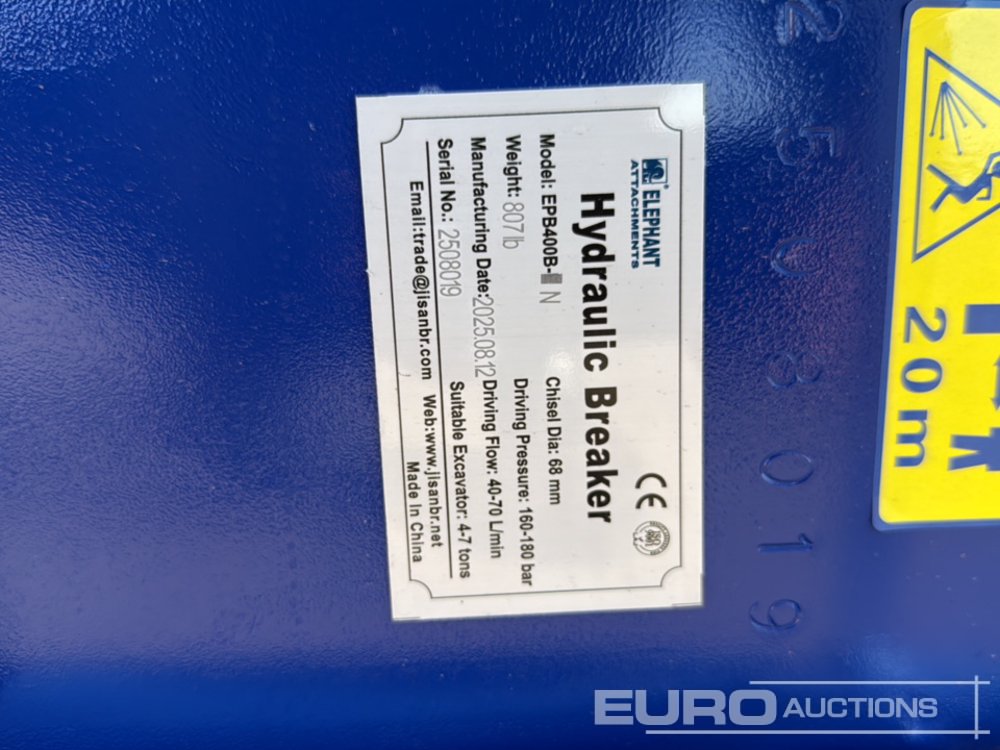 ELEPHANT
ATTACHMENTS
CE
Hydraulic Breaker
Model: EPB400B- N Chisel Dia: 68 mm
Weight: 807lb Driving Pressure: 160-180 bar
Manufacturing Date: 2025.08.12 Driving Flow: 40-70 L/min
Serial No.: 2508019 Suitable Excavator: 4-7 tons
Email:trade@jisanbr.com Web:www.jisanbr.net
Made In China
2508019
20m
EURO AUCTIONS